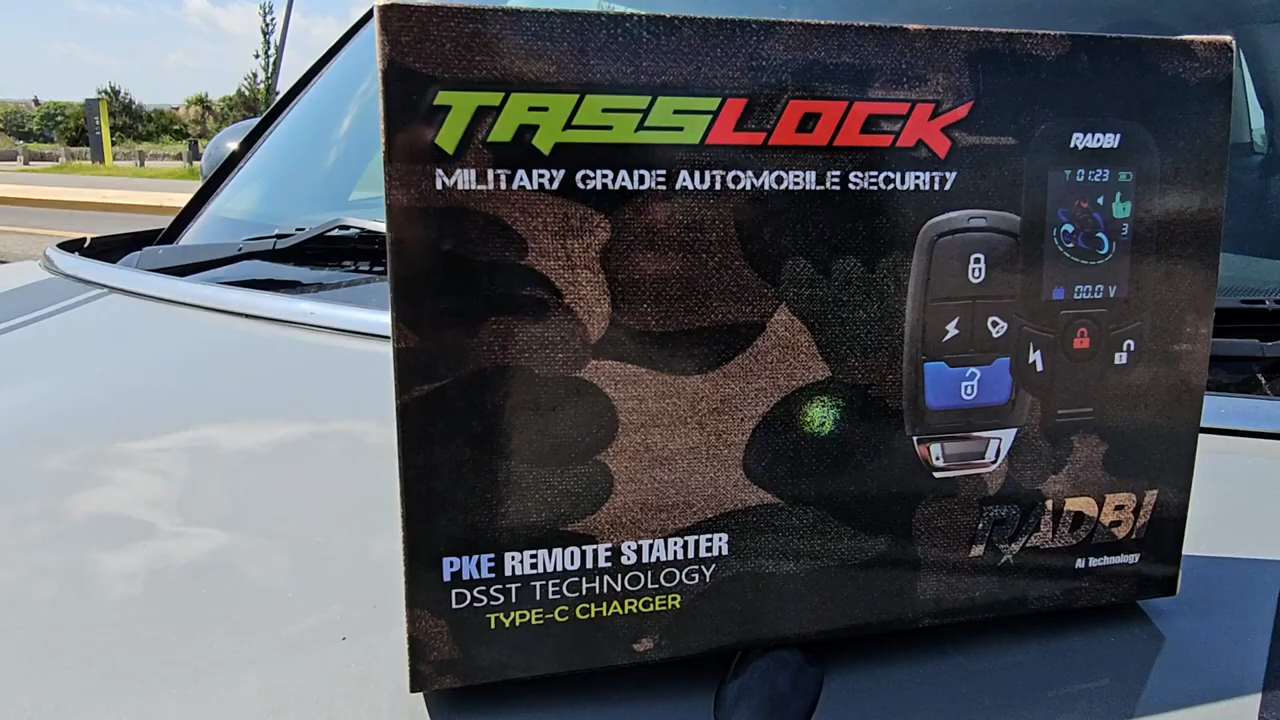 TASSLOCK
MILITARY GRADE AUTOMOBILE SECURITY
RADBI
01:23
3
00.0 V
PKE REMOTE STARTER
DSST TECHNOLOGY
TYPE-C CHARGER
RADBI
Ai Technology